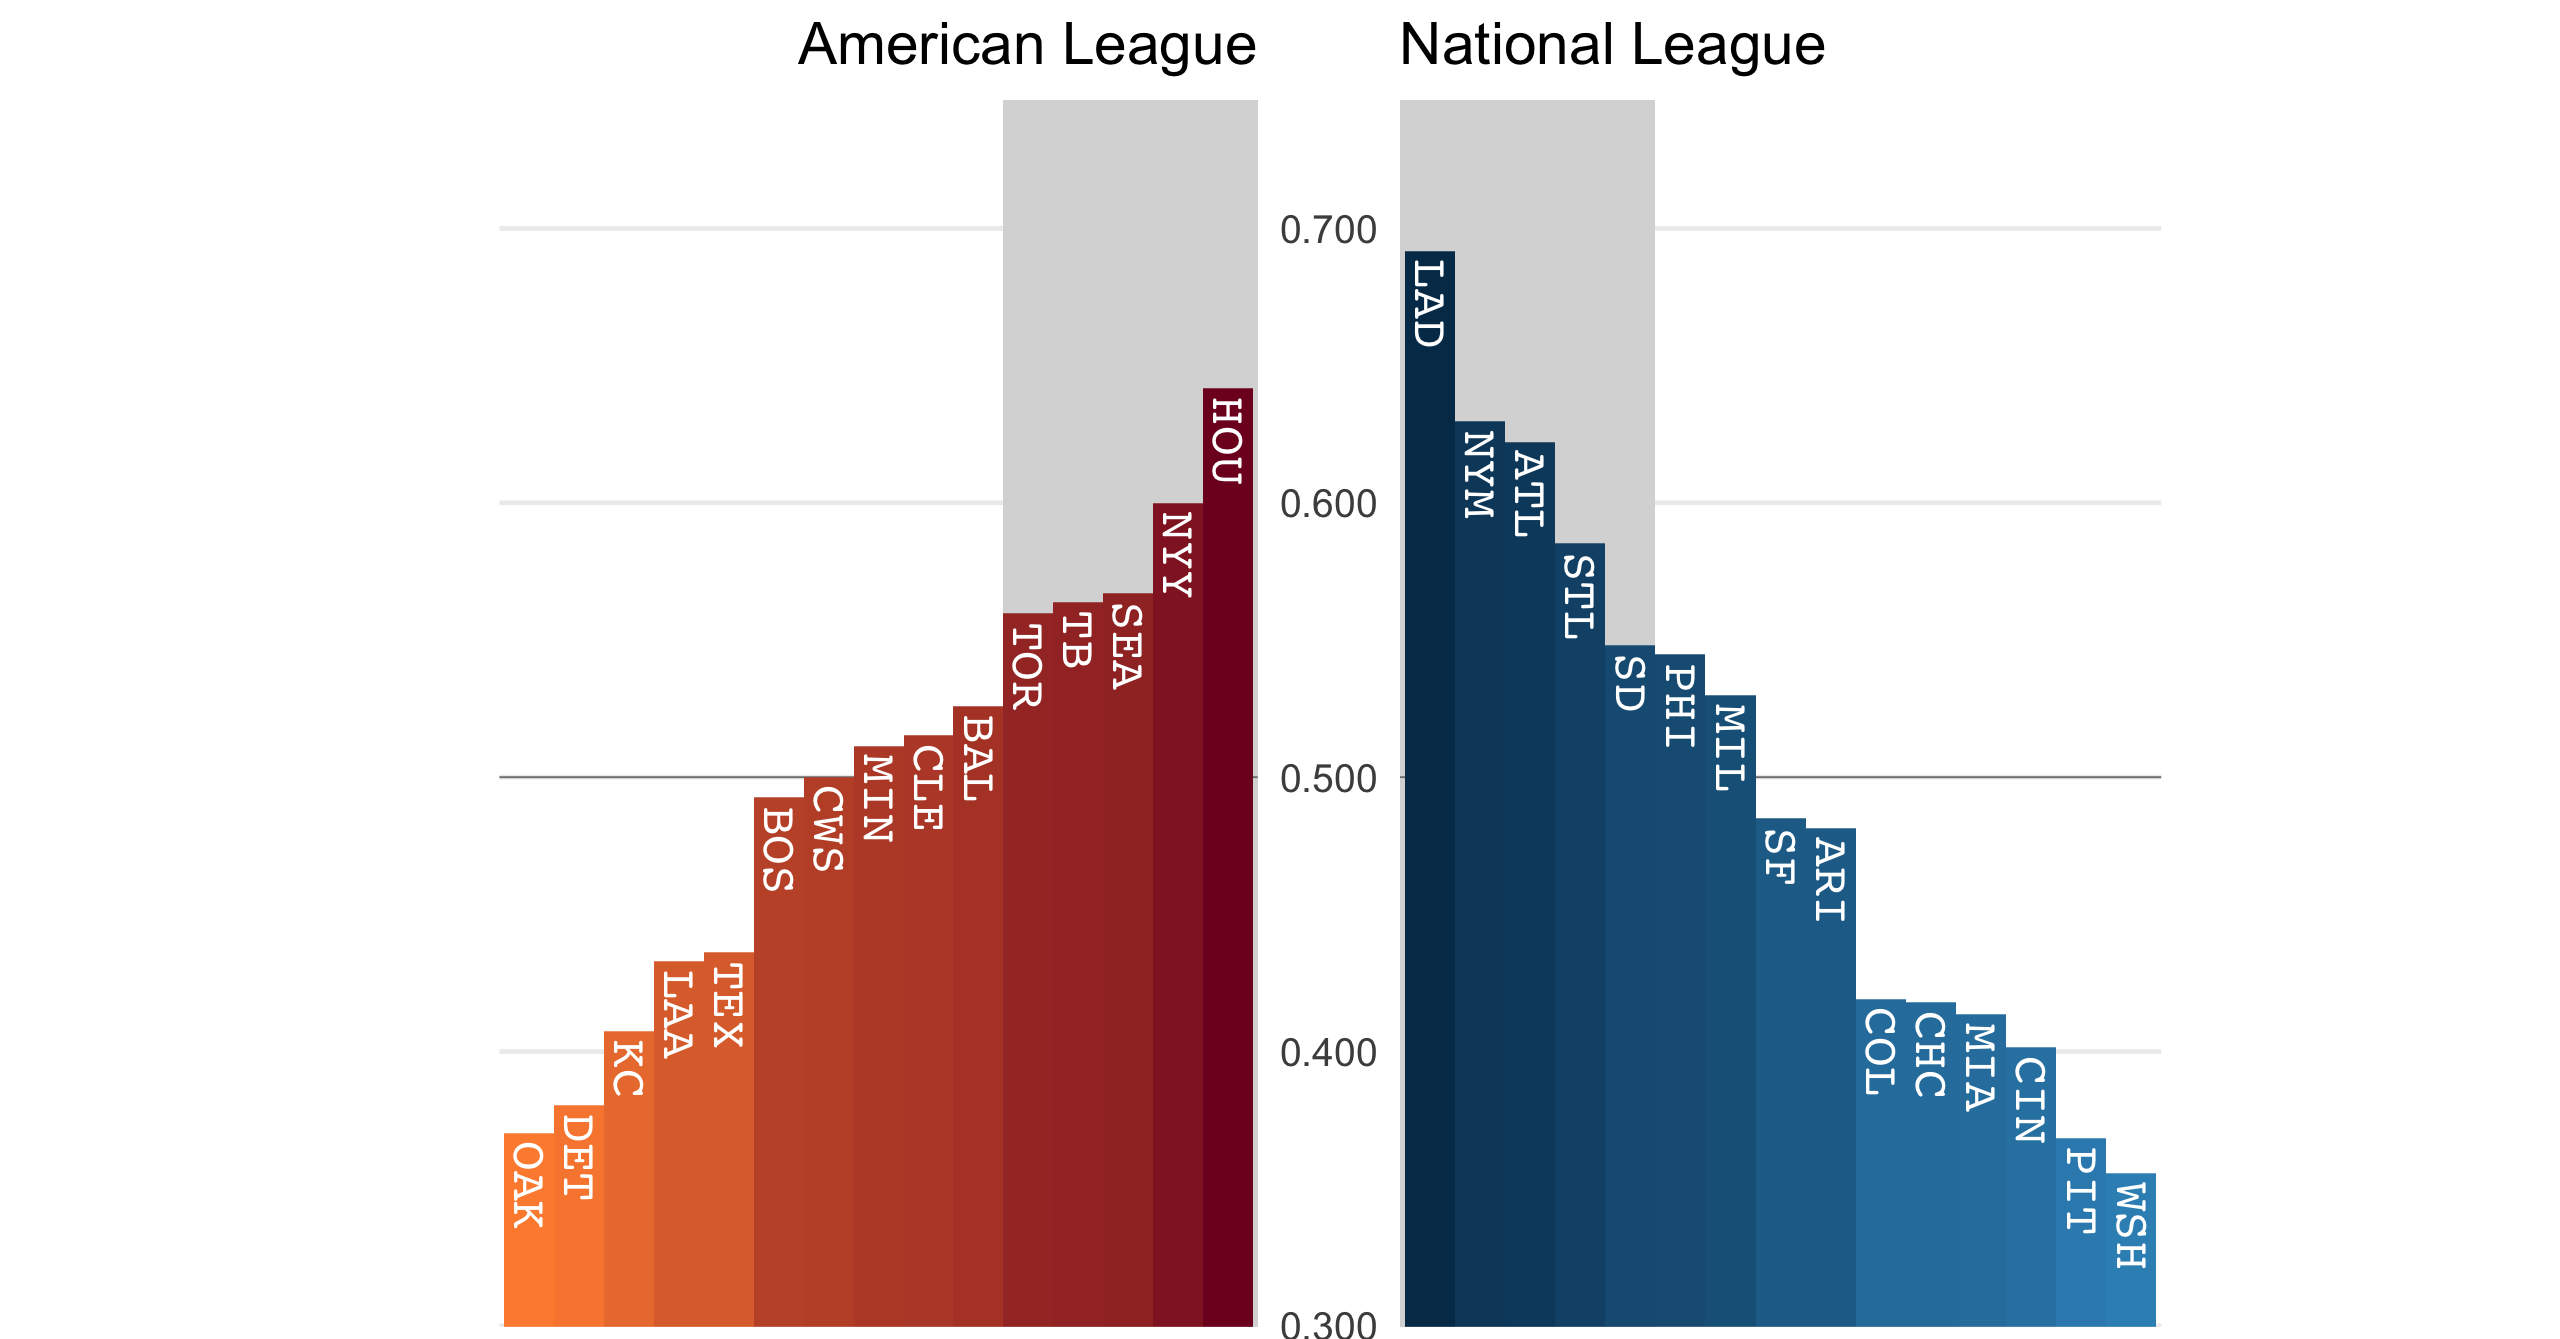 American League
National League
0.700
0.600
0.500
0.400
0.300
OAK
DET
KC
LAA
TEX
BOS
CWS
MIN
CLE
BAL
TOR
TB
SEA
NYY
HOU
LAD
NYM
ATL
STL
SD
PHI
MIL
SF
ARI
COL
CHC
MIA
CIN
PIT
WSH